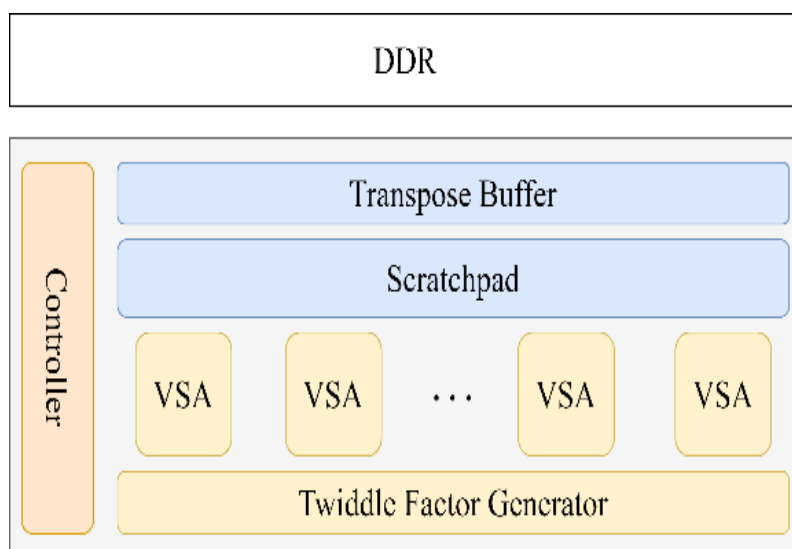 DDR
Controller
Transpose Buffer
Scratchpad
VSA VSA ... VSA VSA
Twiddle Factor Generator